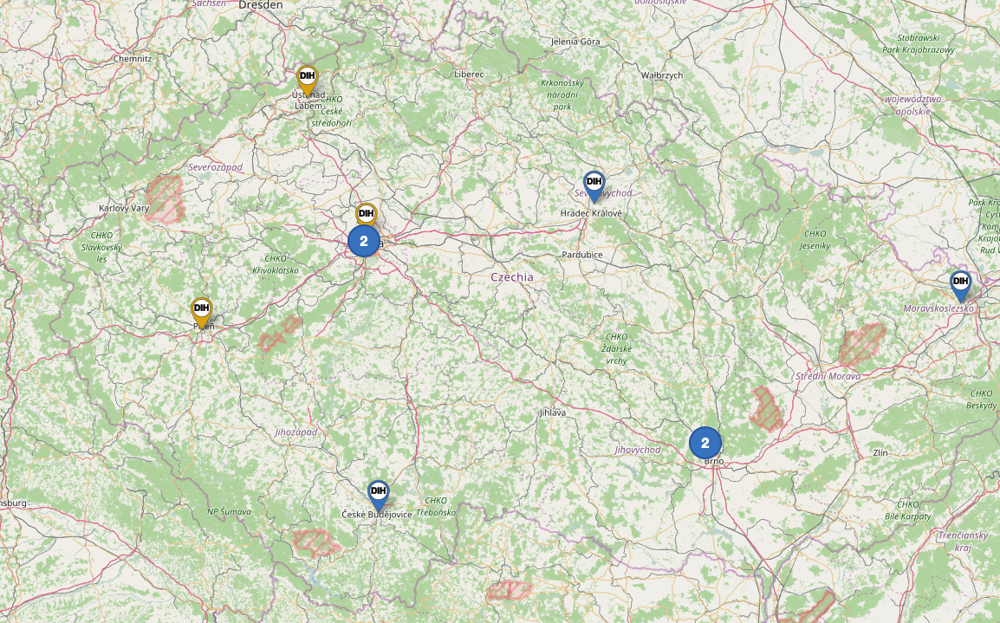 Sachsen
Dresden
dolnośląskie
Chemnitz
Jelenia Góra
Stobrawski
Park Krajobrazowy
DIH
Liberec
Wałbrzych
Krkonošský
národní
park
Ústí nad
Labem
CHKO
České
středohoří
województwo
opolskie
Severozápad
DIH
Severovýchod
Karlovy Vary
DIH
Hradec Králové
CHKO
Slavkovský
les
2
CHKO
Křivoklátsko
Pardubice
CHKO
Jeseníky
Czechia
DIH
Moravskoslezsko
DIH
Plzeň
CHKO
Žďárské
vrchy
Střední Morava
CHKO
Beskydy
Jihlava
Jihozápad
2
Jihovýchod
Brno
Zlín
DIH
České Budějovice
CHKO
Třeboňsko
NP Šumava
CHKO
Bílé Karpaty
Trenčiansky
kraj